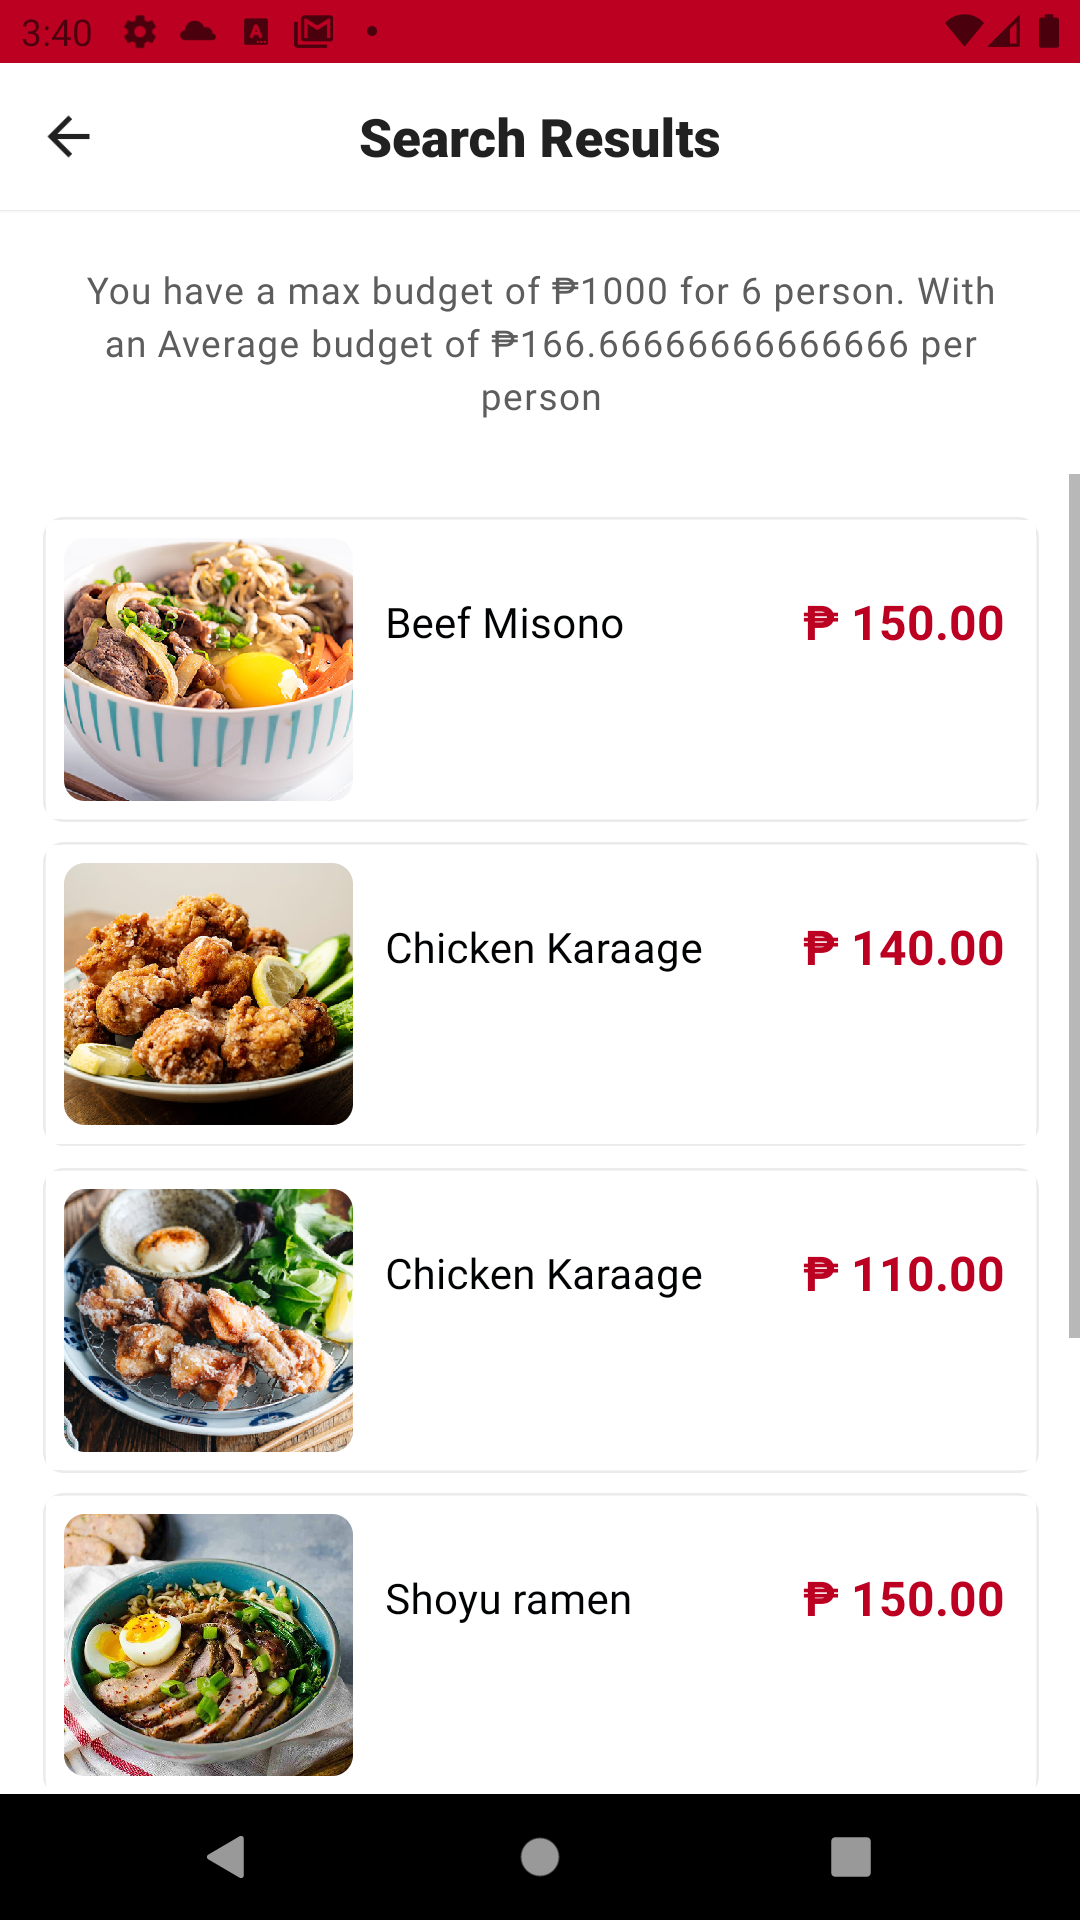 3:40
Search Results
You have a max budget of ₱1000 for 6 person. With
an Average budget of ₱166.66666666666666 per
person
Beef Misono ₱ 150.00
Chicken Karaage ₱ 140.00
Chicken Karaage ₱ 110.00
Shoyu ramen ₱ 150.00